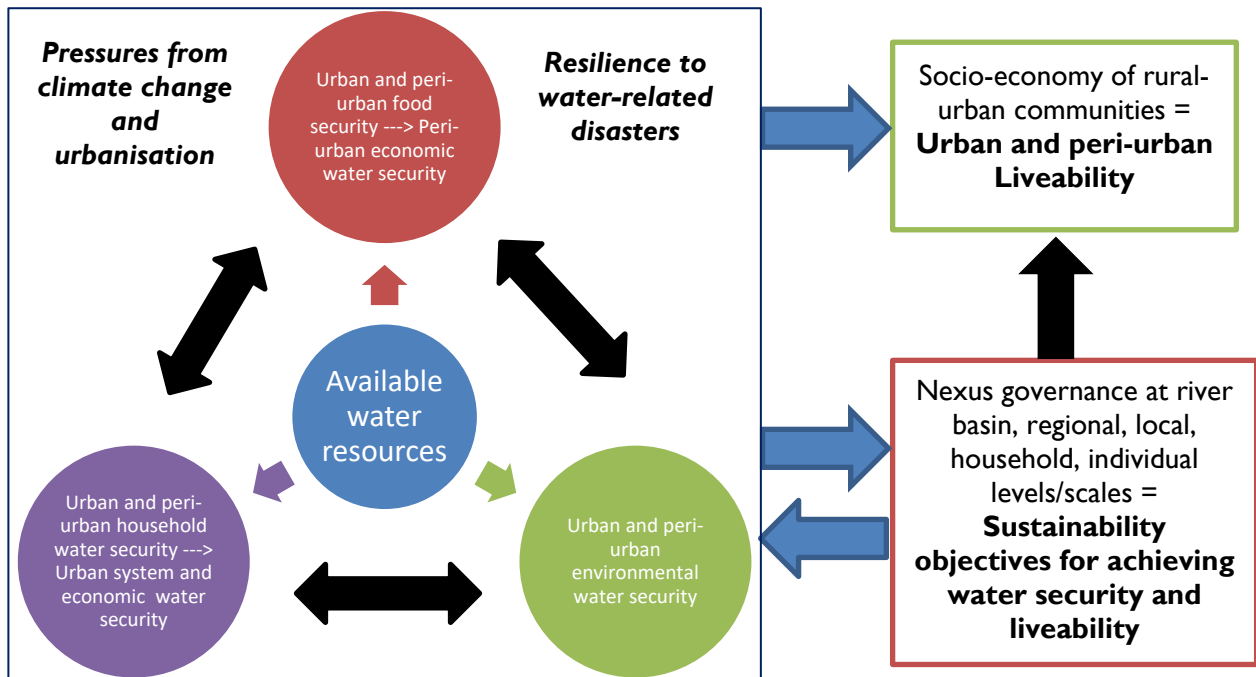 Pressures from
climate change
and
urbanisation
Urban and peri-
urban food
security ---> Peri-
urban economic
water security
Resilience to
water-related
disasters
Available
water
resources
Urban and peri-
urban household
water security --->
Urban system and
economic water
security
Urban and peri-
urban
environmental
water security
Socio-economy of rural-
urban communities =
Urban and peri-urban
Liveability
Nexus governance at river
basin, regional, local,
household, individual
levels/scales =
Sustainability
objectives for achieving
water security and
liveability